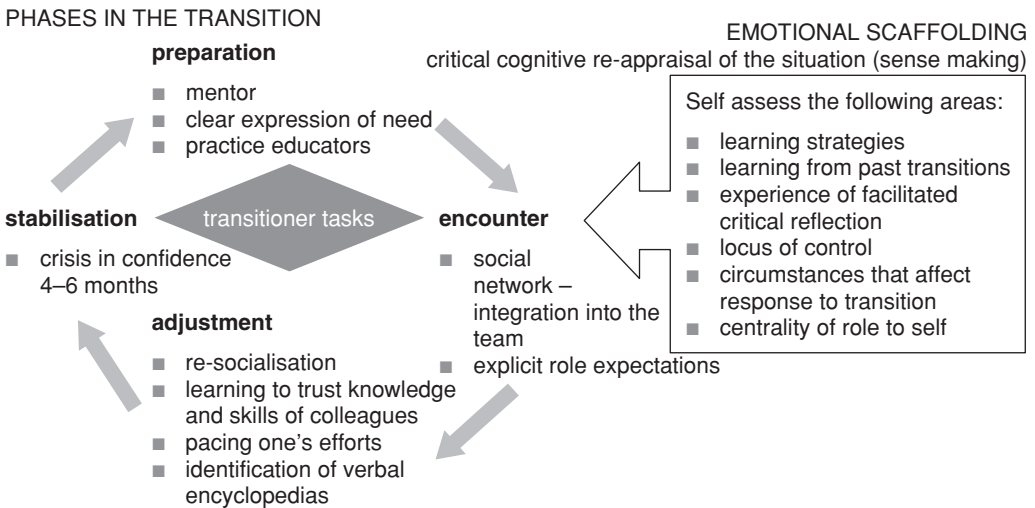 PHASES IN THE TRANSITION
EMOTIONAL SCAFFOLDING
critical cognitive re-appraisal of the situation (sense making)
preparation
■ mentor
■ clear expression of need
■ practice educators
Self assess the following areas:
■ learning strategies
■ learning from past transitions
■ experience of facilitated
critical reflection
■ locus of control
■ circumstances that affect
response to transition
■ centrality of role to self
stabilisation
■ crisis in confidence
4–6 months
transitioner tasks
encounter
■ social
network –
integration into the
team
■ explicit role expectations
adjustment
■ re-socialisation
■ learning to trust knowledge
and skills of colleagues
■ pacing one's efforts
■ identification of verbal
encyclopedias